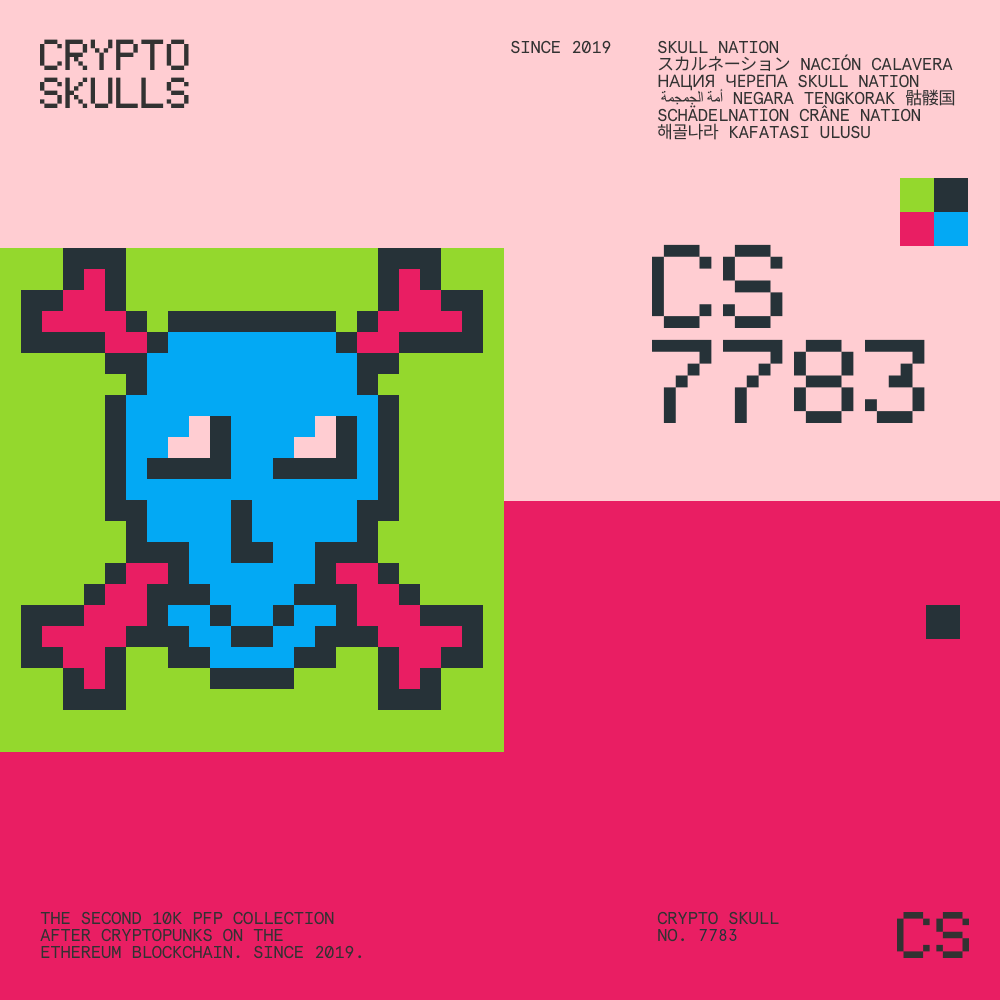 CRYPTO
SKULLS
SINCE 2019
SKULL NATION
スカルネーション NACIÓN CALAVERA
НАЦИЯ ЧЕРЕПА SKULL NATION
أمة الجمجمة NEGARA TENGKORAK 骷髅国
SCHÄDELNATION CRÂNE NATION
해골나라 KAFATASI ULUSU
CS
7783
THE SECOND 10K PFP COLLECTION
AFTER CRYPTOPUNKS ON THE
ETHEREUM BLOCKCHAIN. SINCE 2019.
CRYPTO SKULL
NO. 7783
CS